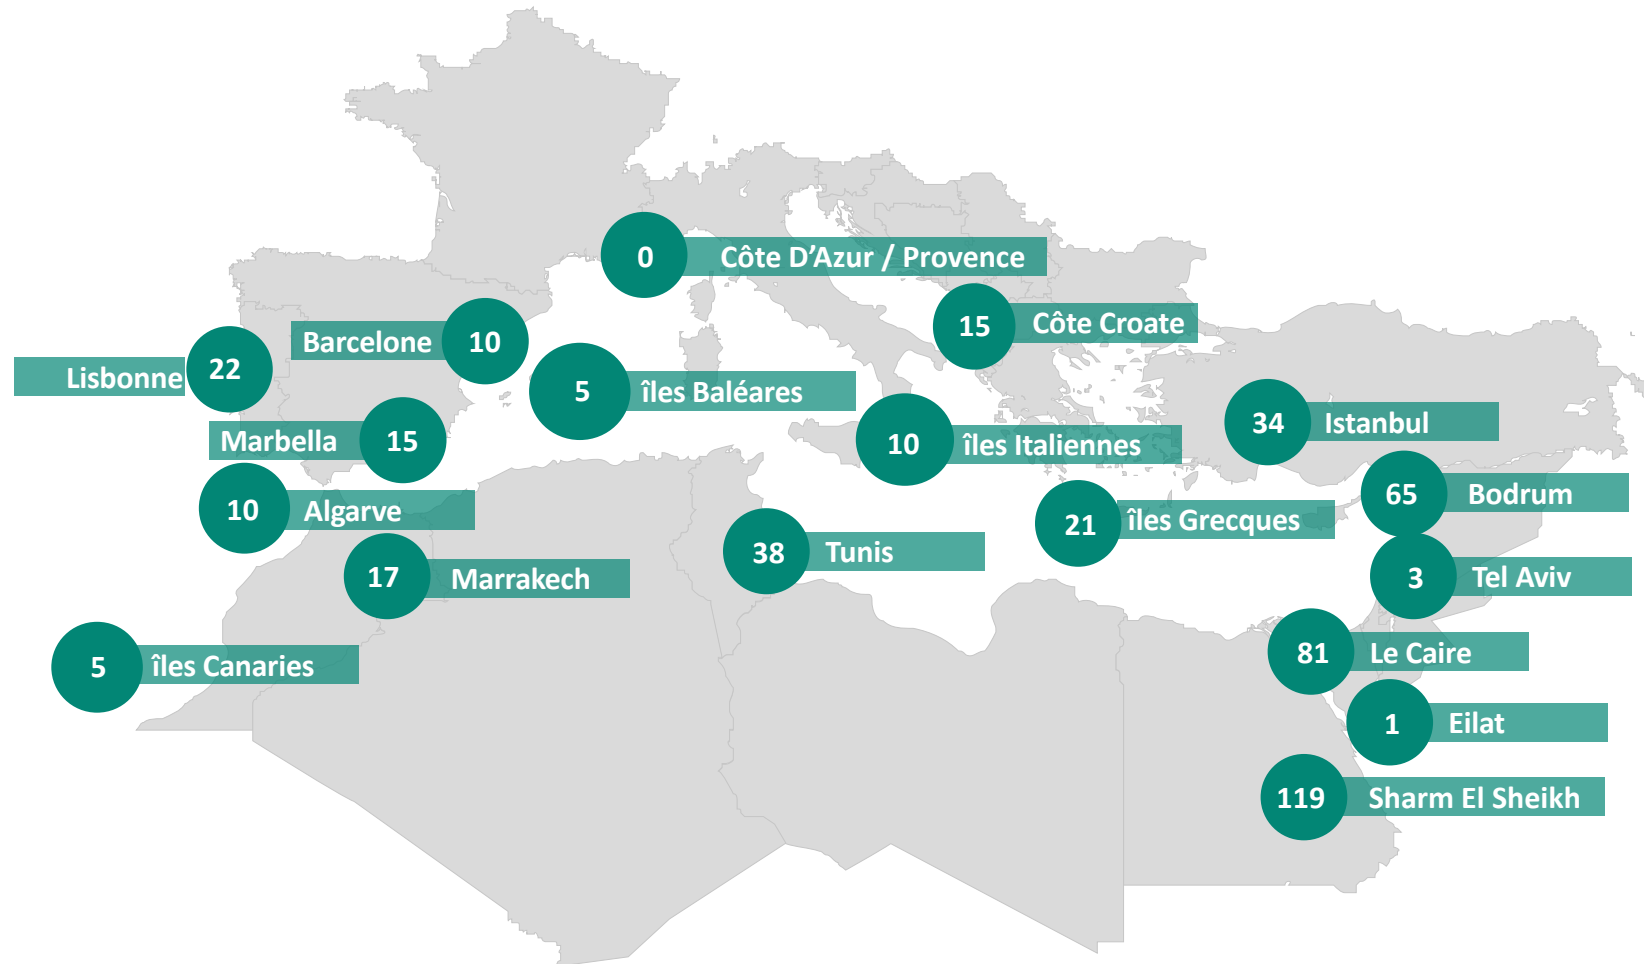 0 Côte D’Azur / Provence
15 Côte Croate
Barcelone 10
Lisbonne 22
5 îles Baléares
34 Istanbul
Marbella 15
10 îles Italiennes
65 Bodrum
10 Algarve
21 îles Grecques
38 Tunis
17 Marrakech
3 Tel Aviv
81 Le Caire
5 îles Canaries
1 Eilat
119 Sharm El Sheikh